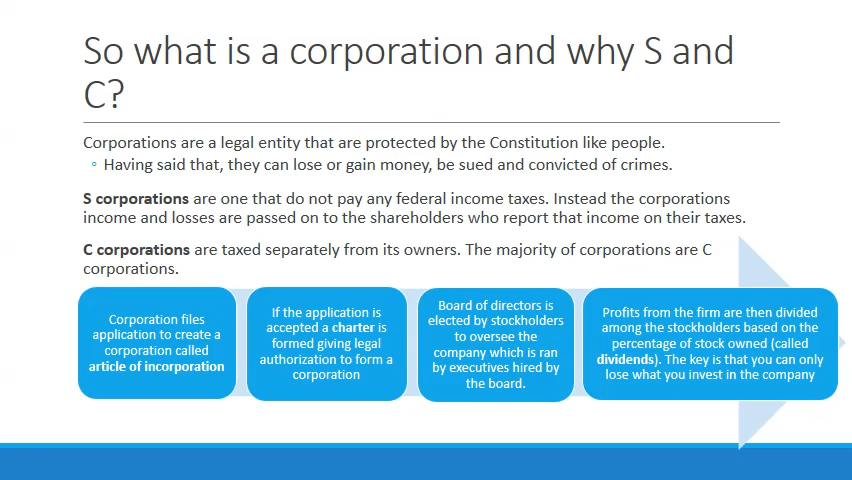 So what is a corporation and why S and
C?
Corporations are a legal entity that are protected by the Constitution like people.
◦ Having said that, they can lose or gain money, be sued and convicted of crimes.
S corporations are one that do not pay any federal income taxes. Instead the corporations
income and losses are passed on to the shareholders who report that income on their taxes.
C corporations are taxed separately from its owners. The majority of corporations are C
corporations.
Corporation files
application to create a
corporation called
article of incorporation
If the application is
accepted a charter is
formed giving legal
authorization to form a
corporation
Board of directors is
elected by stockholders
to oversee the
company which is ran
by executives hired by
the board.
Profits from the firm are then divided
among the stockholders based on the
percentage of stock owned (called
dividends). The key is that you can only
lose what you invest in the company